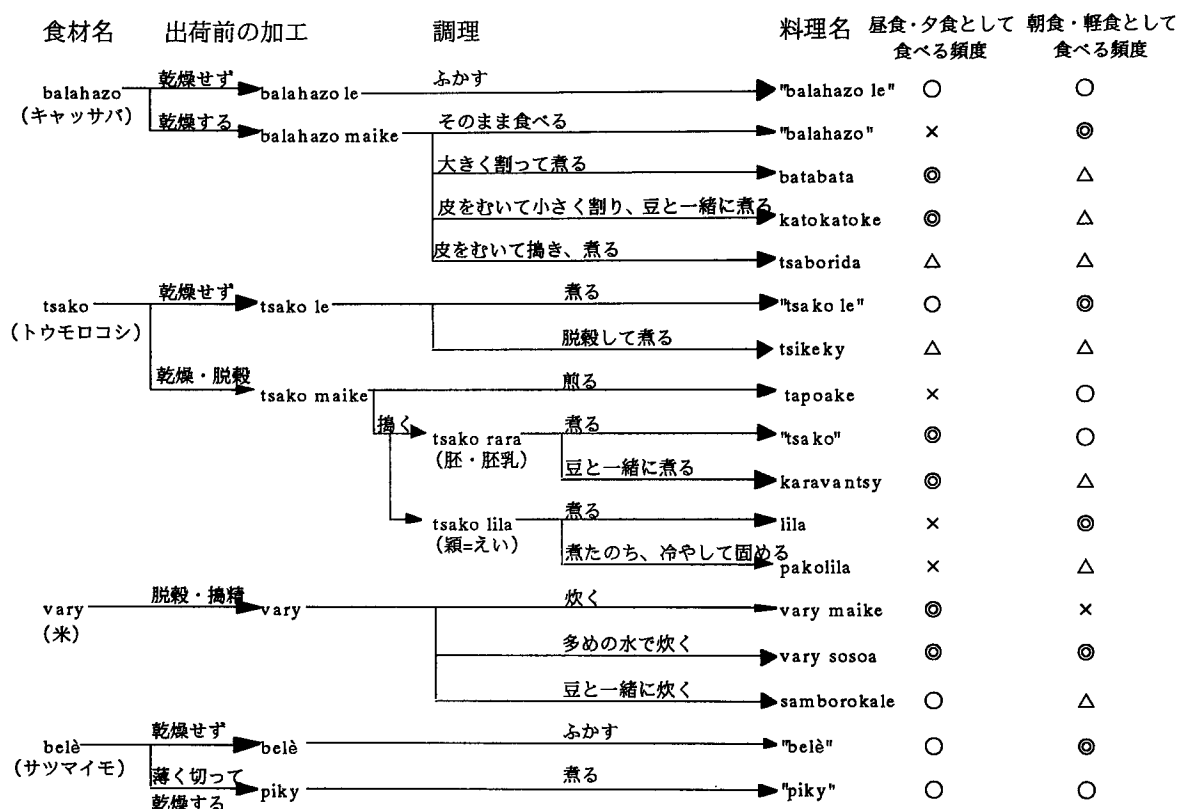 食材名 出荷前の加工 調理 料理名 昼食・夕食として食べる頻度 朝食・軽食として食べる頻度
balahazo (キャッサバ) 乾燥せず balahazo le ふかす "balahazo le" ○ ○
乾燥する balahazo maike そのまま食べる "balahazo" × ◎
大きく割って煮る batabata ◎ △
皮をむいて小さく割り、豆と一緒に煮る katokatoke ◎ △
皮をむいて搗き、煮る tsaborida △ △
tsako (トウモロコシ) 乾燥せず tsako le 煮る "tsako le" ○ ◎
脱穀して煮る tsikeky △ △
乾燥・脱穀 tsako maike 煎る tapoake × ○
搗く tsako rara (胚・胚乳) 煮る "tsako" ◎ ○
豆と一緒に煮る karavantsy ◎ △
tsako lila (穎=えい) 煮る lila × ◎
煮たのち、冷やして固める pakolila × △
vary (米) 脱穀・搗精 vary 炊く vary maike ◎ ×
多めの水で炊く vary sosoa ◎ ◎
豆と一緒に炊く samborokale ○ △
belè (サツマイモ) 乾燥せず belè ふかす "belè" ○ ◎
薄く切って乾燥する piky 煮る "piky" ○ ○